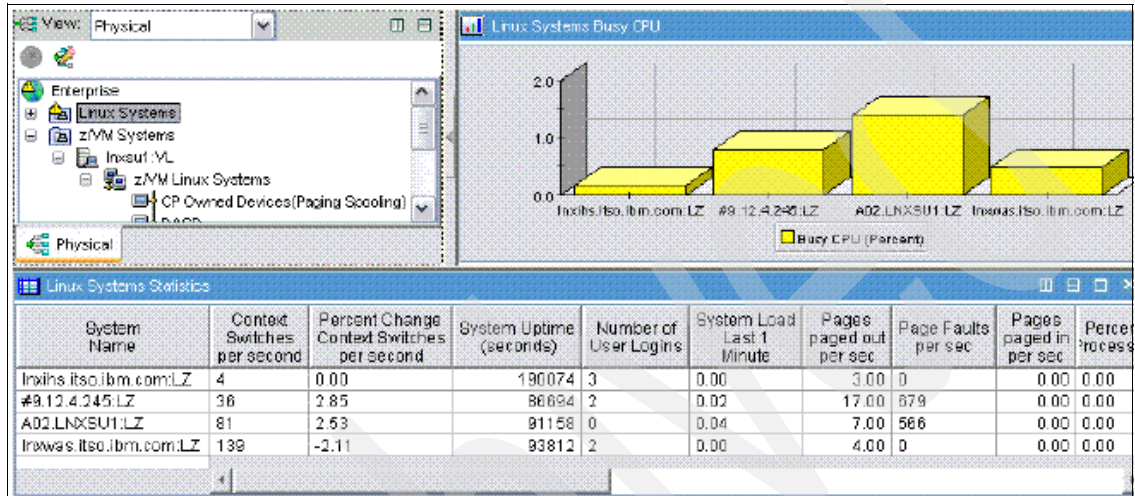 View: Physical
Enterprise
Linux Systems
z/VM Systems
lnxsu1:VL
z/VM Linux Systems
CP Owned Devices(Paging Spooling)
Physical
Linux Systems Busy CPU
2.0
1.0
0.0
lnxihs.itso.ibm.com:LZ #9.12.4.245:LZ A02.LNXSU1:LZ lnxwas.itso.ibm.com:LZ
Busy CPU (Percent)
Linux Systems Statistics
System Name Context Switches per second Percent Change Context Switches per second System Uptime (seconds) Number of User Logins System Load Last 1 Minute Pages paged out per sec Page Faults per sec Pages paged in per sec Percen Process
lnxihs.itso.ibm.com:LZ 4 0.00 190074 3 0.00 3.00 0 0.00 0.00
#9.12.4.245:LZ 36 2.85 86694 2 0.02 17.00 679 0.00 0.00
A02.LNXSU1:LZ 81 2.53 91158 0 0.04 7.00 566 0.00 0.00
lnxwas.itso.ibm.com:LZ 139 -2.11 93812 2 0.00 4.00 0 0.00 0.00